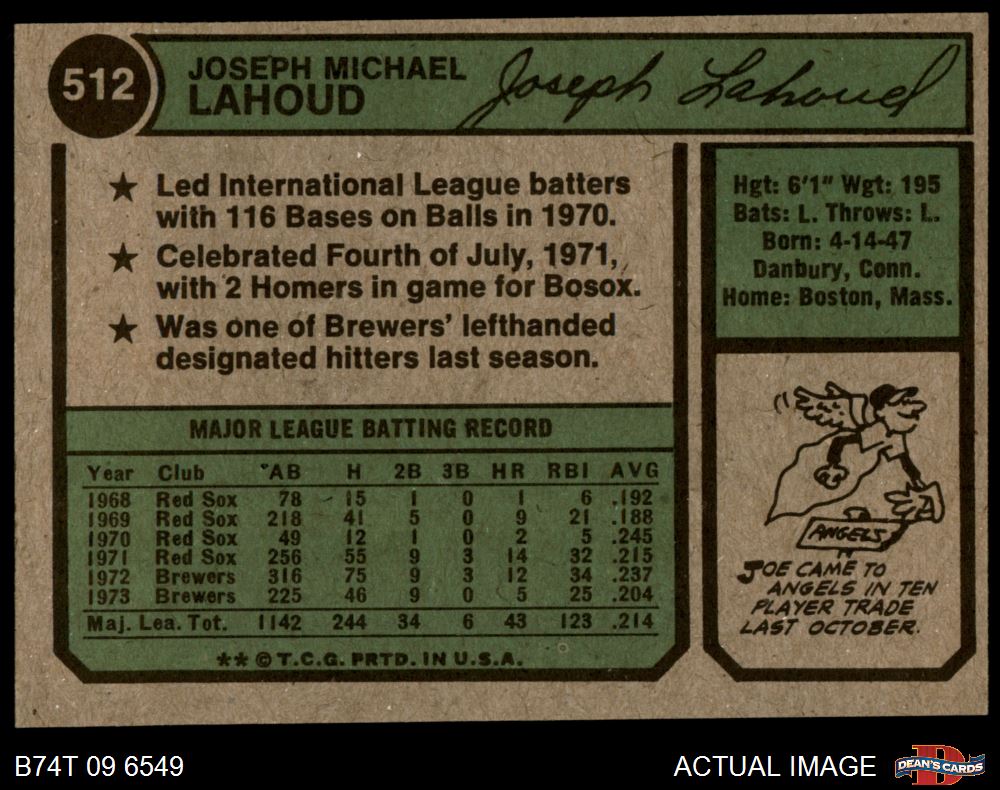 512
JOSEPH MICHAEL
LAHOUD
Joseph Lahoud
★ Led International League batters
with 116 Bases on Balls in 1970.
★ Celebrated Fourth of July, 1971,
with 2 Homers in game for Bosox.
★ Was one of Brewers' lefthanded
designated hitters last season.
Hgt: 6'1" Wgt: 195
Bats: L. Throws: L.
Born: 4-14-47
Danbury, Conn.
Home: Boston, Mass.
MAJOR LEAGUE BATTING RECORD
Year Club AB H 2B 3B HR RBI AVG
1968 Red Sox 78 15 1 0 1 6 .192
1969 Red Sox 218 41 5 0 9 21 .188
1970 Red Sox 49 12 1 0 2 5 .245
1971 Red Sox 256 55 9 3 14 32 .215
1972 Brewers 316 75 9 3 12 34 .237
1973 Brewers 225 46 9 0 5 25 .204
Maj. Lea. Tot. 1142 244 34 6 43 123 .214
** © T.C.G. PRTD. IN U.S.A.
ANGELS
JOE CAME TO
ANGELS IN TEN
PLAYER TRADE
LAST OCTOBER.
B74T 09 6549
ACTUAL IMAGE
DEAN'S CARDS